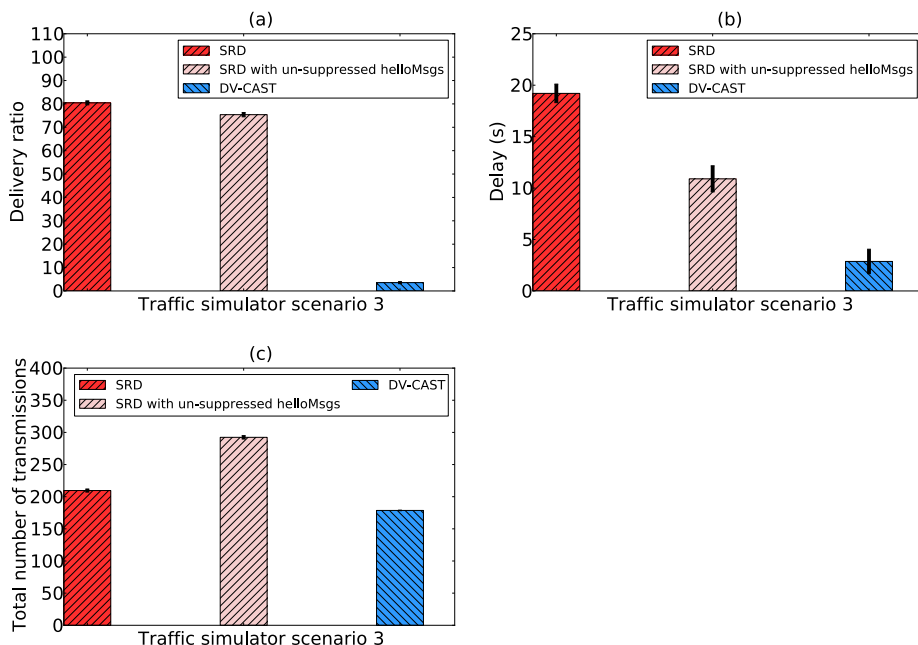 (a)
Delivery ratio
110
100
90
80
70
60
50
40
30
20
10
0
SRD
SRD with un-suppressed helloMsgs
DV-CAST
Traffic simulator scenario 3
(b)
Delay (s)
25
20
15
10
5
0
SRD
SRD with un-suppressed helloMsgs
DV-CAST
Traffic simulator scenario 3
(c)
Total number of transmissions
400
350
300
250
200
150
100
50
0
SRD
SRD with un-suppressed helloMsgs
DV-CAST
Traffic simulator scenario 3